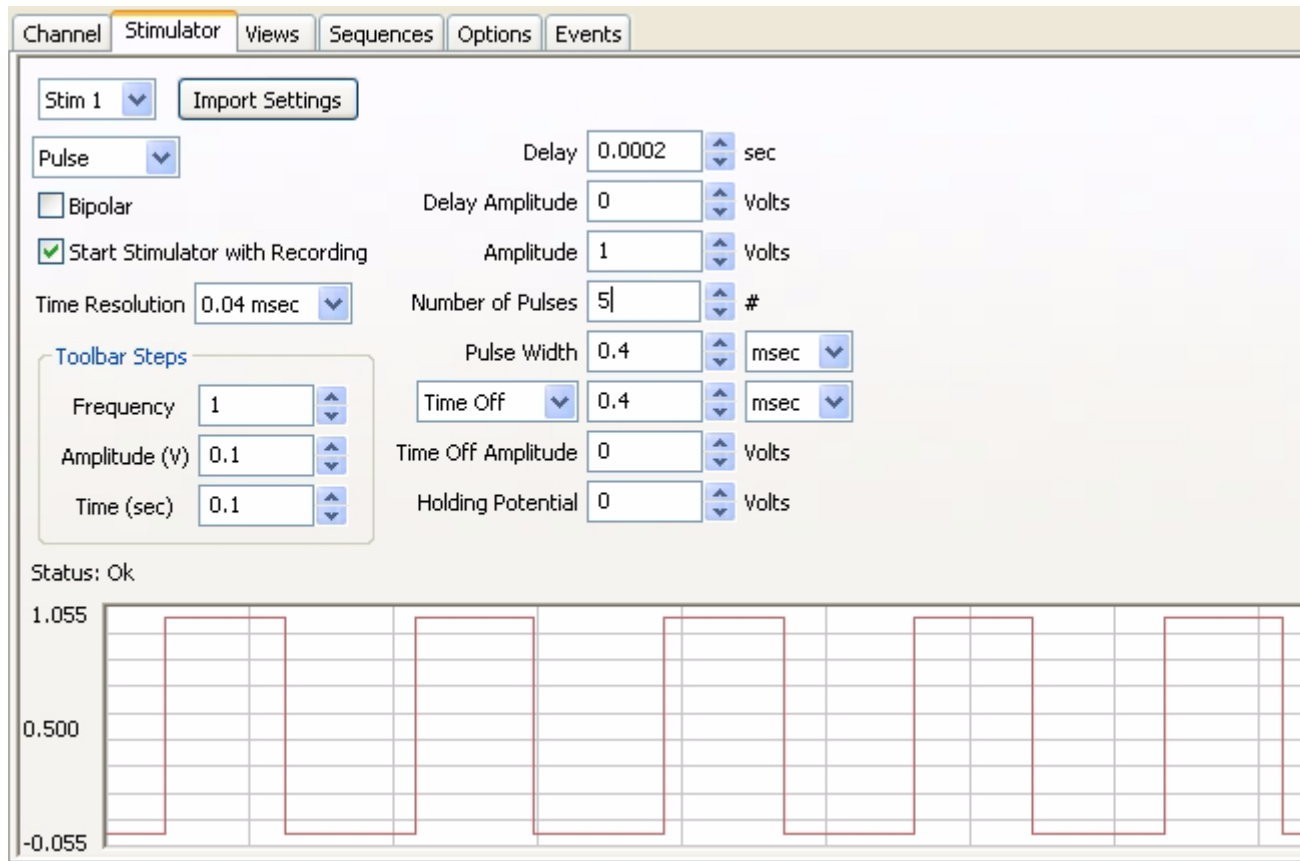 Channel Stimulator Views Sequences Options Events
Stim 1 Import Settings
Pulse
Bipolar
Start Stimulator with Recording
Time Resolution 0.04 msec
Toolbar Steps
Frequency 1
Amplitude (V) 0.1
Time (sec) 0.1
Delay 0.0002 sec
Delay Amplitude 0 Volts
Amplitude 1 Volts
Number of Pulses 5 #
Pulse Width 0.4 msec
Time Off 0.4 msec
Time Off Amplitude 0 Volts
Holding Potential 0 Volts
Status: Ok
1.055
0.500
-0.055